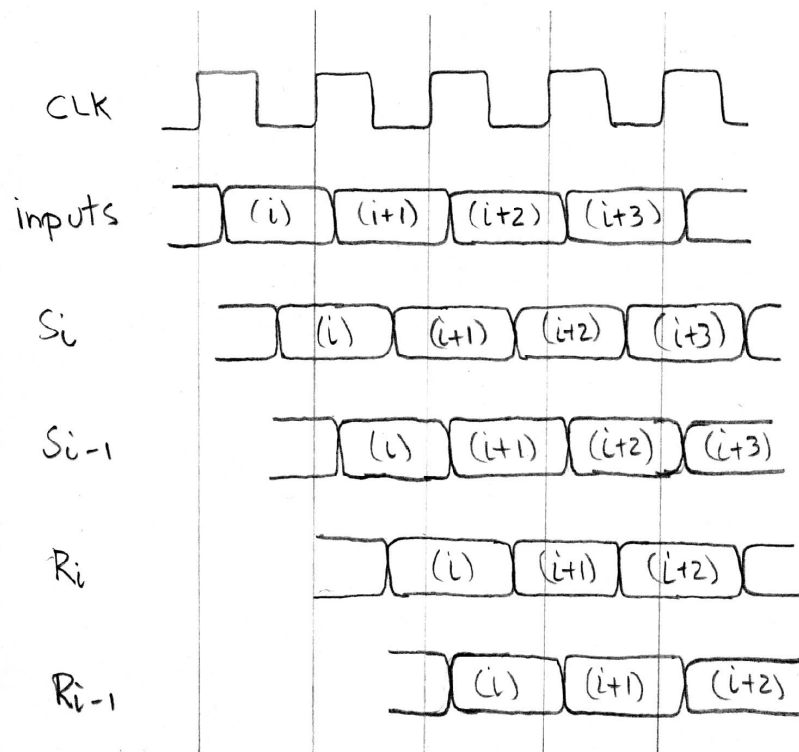 CLK
inputs (i) (i+1) (i+2) (i+3)
Si (i) (i+1) (i+2) (i+3)
Si-1 (i) (i+1) (i+2) (i+3)
Ri (i) (i+1) (i+2)
Ri-1 (i) (i+1) (i+2)